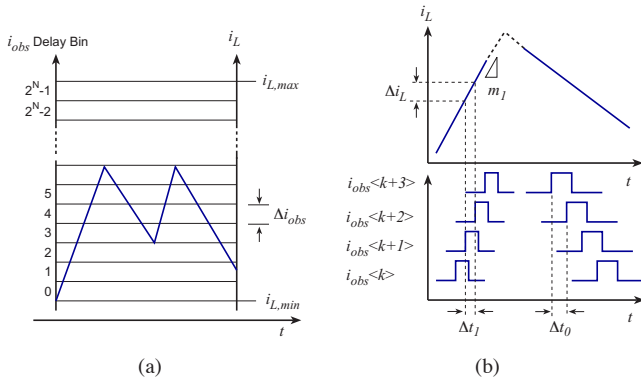 i_obs Delay Bin
i_L
2^N-1
i_L,max
2^N-2
5
4
Δi_obs
3
2
1
0
i_L,min
t
(a)
i_L
Δi_L
m_1
t
i_obs<k+3>
i_obs<k+2>
i_obs<k+1>
i_obs<k>
t
Δt_1
Δt_0
(b)